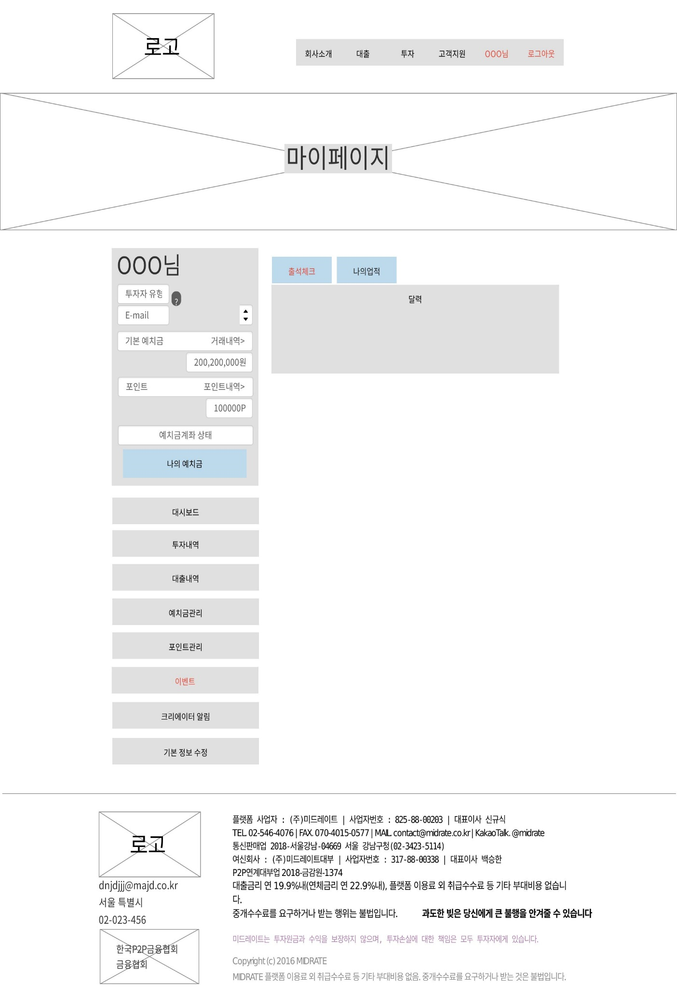 로고
회사소개 대출 투자 고객지원 OOO님 로그아웃
마이페이지
OOO님
투자자 유형
?
E-mail
기본 예치금 거래내역>
200,200,000원
포인트 포인트내역>
100000P
예치금계좌 상태
나의 예치금
출석체크 나의업적
달력
대시보드
투자내역
대출내역
예치금관리
포인트관리
이벤트
크리에이터 알림
기본 정보 수정
로고
dnjdjjj@majd.co.kr
서울 특별시
02-023-456
한국P2P금융협회
금융협회
플랫폼 사업자 : (주)미드레이트 | 사업자번호 : 825-88-00203 | 대표이사 신규식
TEL. 02-546-4076 | FAX. 070-4015-0577 | MAIL. contact@midrate.co.kr | KakaoTalk. @midrate
통신판매업 2018-서울강남-04669 서울 강남구청(02-3423-5114)
여신회사 : (주)미드레이트대부 | 사업자번호 : 317-88-00338 | 대표이사 백승한
P2P연계대부업 2018-금감원-1374
대출금리 연 19.9%내(연체금리 연 22.9%내), 플랫폼 이용료 외 취급수수료 등 기타 부대비용 없습니
다.
중개수수료를 요구하거나 받는 행위는 불법입니다. 과도한 빚은 당신에게 큰 불행을 안겨줄 수 있습니다
미드레이트는 투자원금과 수익을 보장하지 않으며, 투자손실에 대한 책임은 모두 투자자에게 있습니다.
Copyright (c) 2016 MIDRATE
MIDRATE 플랫폼 이용료 외 취급수수료 등 기타 부대비용 없음. 중개수수료를 요구하거나 받는 것은 불법입니다.